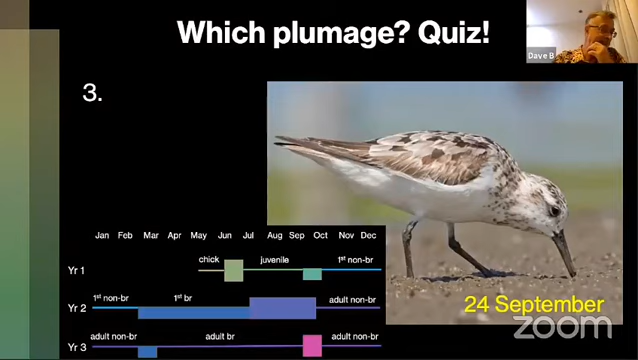 Which plumage? Quiz!
Dave B
3.
Jan Feb Mar Apr May Jun Jul Aug Sep Oct Nov Dec
chick juvenile 1st non-br
Yr 1
1st non-br 1st br adult non-br
Yr 2
adult non-br adult br adult non-br
Yr 3
24 September
zoom